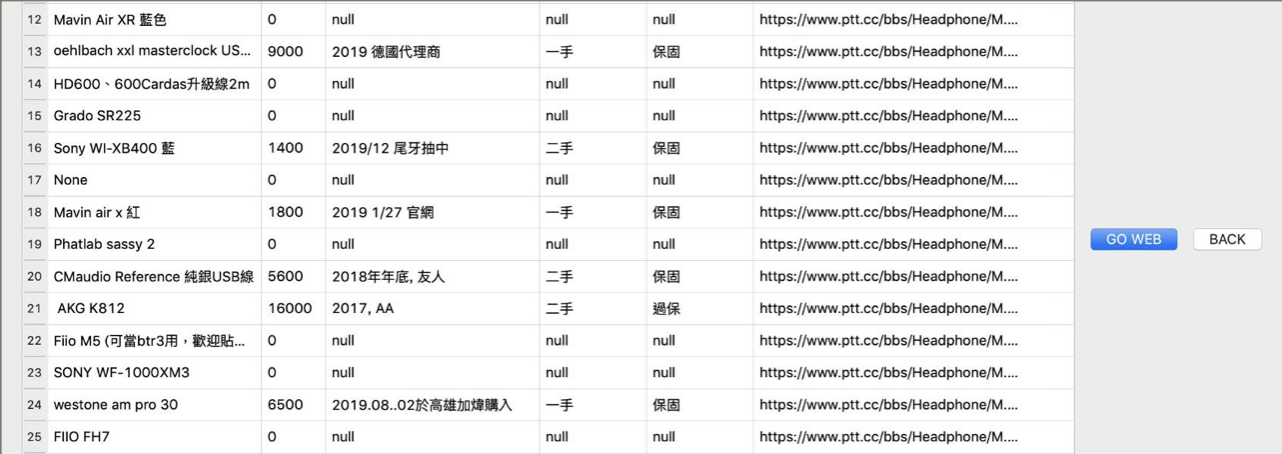 12 Mavin Air XR 藍色 0 null null null https://www.ptt.cc/bbs/Headphone/M....
13 oehlbach xxl masterclock US... 9000 2019 德國代理商 一手 保固 https://www.ptt.cc/bbs/Headphone/M....
14 HD600、600Cardas升級線2m 0 null null null https://www.ptt.cc/bbs/Headphone/M....
15 Grado SR225 0 null null null https://www.ptt.cc/bbs/Headphone/M....
16 Sony WI-XB400 藍 1400 2019/12 尾牙抽中 二手 保固 https://www.ptt.cc/bbs/Headphone/M....
17 None 0 null null null https://www.ptt.cc/bbs/Headphone/M....
18 Mavin air x 紅 1800 2019 1/27 官網 一手 保固 https://www.ptt.cc/bbs/Headphone/M....
19 Phatlab sassy 2 0 null null null https://www.ptt.cc/bbs/Headphone/M.... GO WEB BACK
20 CMaudio Reference 純銀USB線 5600 2018年年底, 友人 二手 保固 https://www.ptt.cc/bbs/Headphone/M....
21 AKG K812 16000 2017, AA 二手 過保 https://www.ptt.cc/bbs/Headphone/M....
22 Fiio M5 (可當btr3用，歡迎貼... 0 null null null https://www.ptt.cc/bbs/Headphone/M....
23 SONY WF-1000XM3 0 null null null https://www.ptt.cc/bbs/Headphone/M....
24 westone am pro 30 6500 2019.08..02於高雄加煒購入 一手 保固 https://www.ptt.cc/bbs/Headphone/M....
25 FIIO FH7 0 null null null https://www.ptt.cc/bbs/Headphone/M....